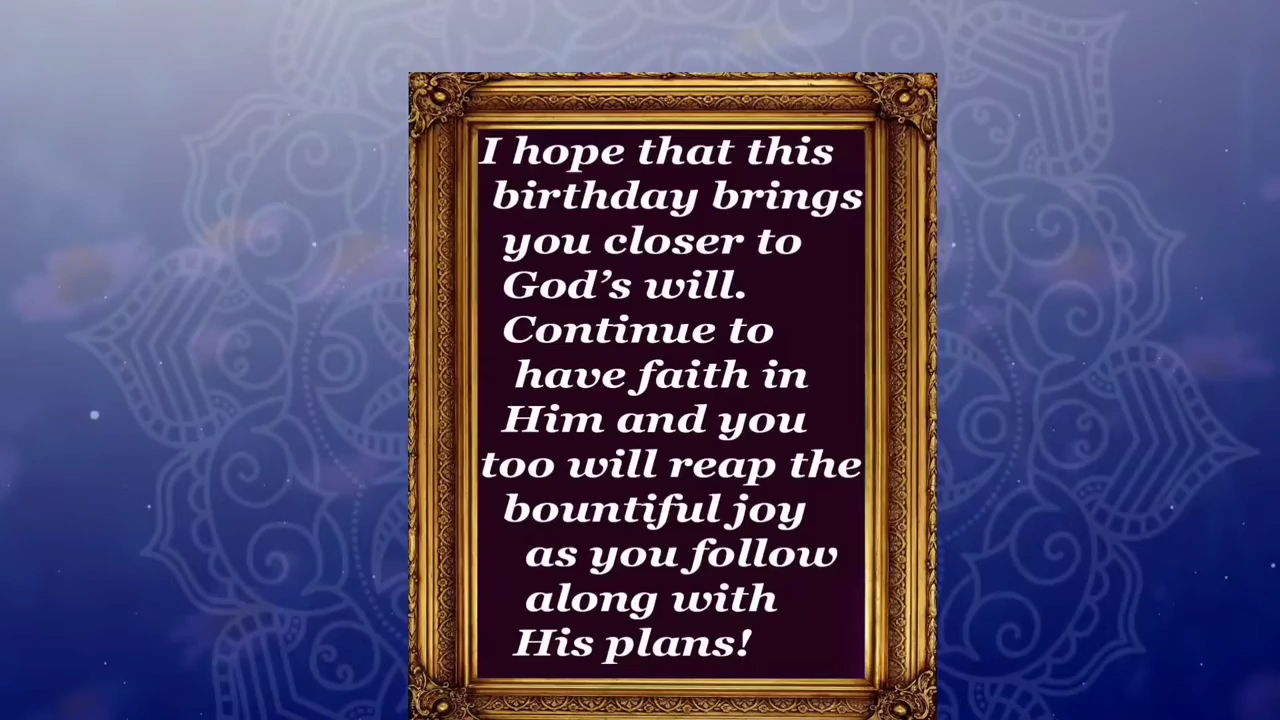 I hope that this
birthday brings
you closer to
God’s will.
Continue to
have faith in
Him and you
too will reap the
bountiful joy
as you follow
along with
His plans!